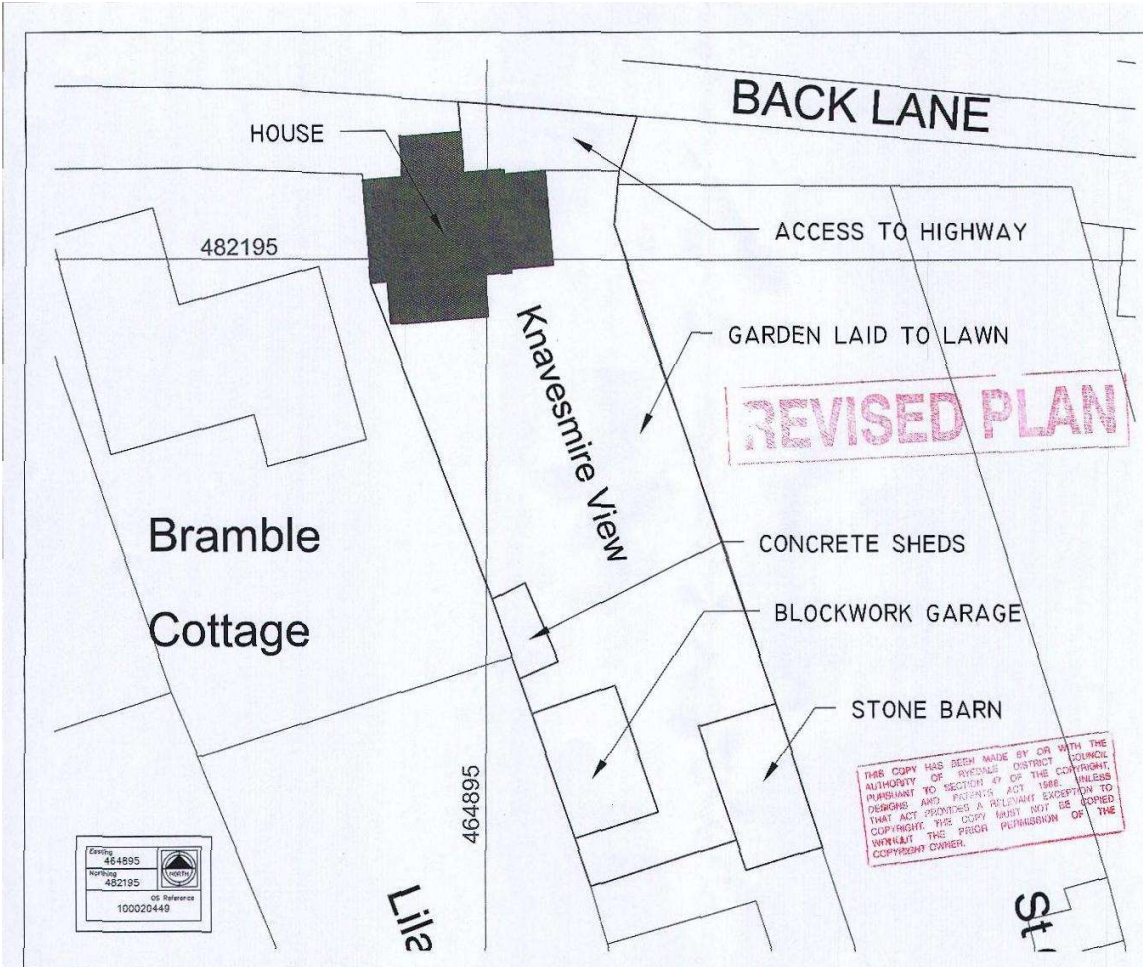 BACK LANE
HOUSE
ACCESS TO HIGHWAY
482195
Knavesmire View
GARDEN LAID TO LAWN
REVISED PLAN
Bramble
Cottage
CONCRETE SHEDS
BLOCKWORK GARAGE
STONE BARN
THIS COPY HAS BEEN MADE BY OR WITH THE
AUTHORITY OF RYEDALE DISTRICT COUNCIL
PURSUANT TO SECTION 47 OF THE COPYRIGHT,
DESIGNS AND PATENTS ACT 1988. UNLESS
THAT ACT PROVIDES A RELEVANT EXCEPTION TO
COPYRIGHT, THE COPY MUST NOT BE COPIED
WITHOUT THE PRIOR PERMISSION OF THE
COPYRIGHT OWNER.
464895
Easting
464895
Northing
482195
NORTH
OS Reference
100020449
Lila
St